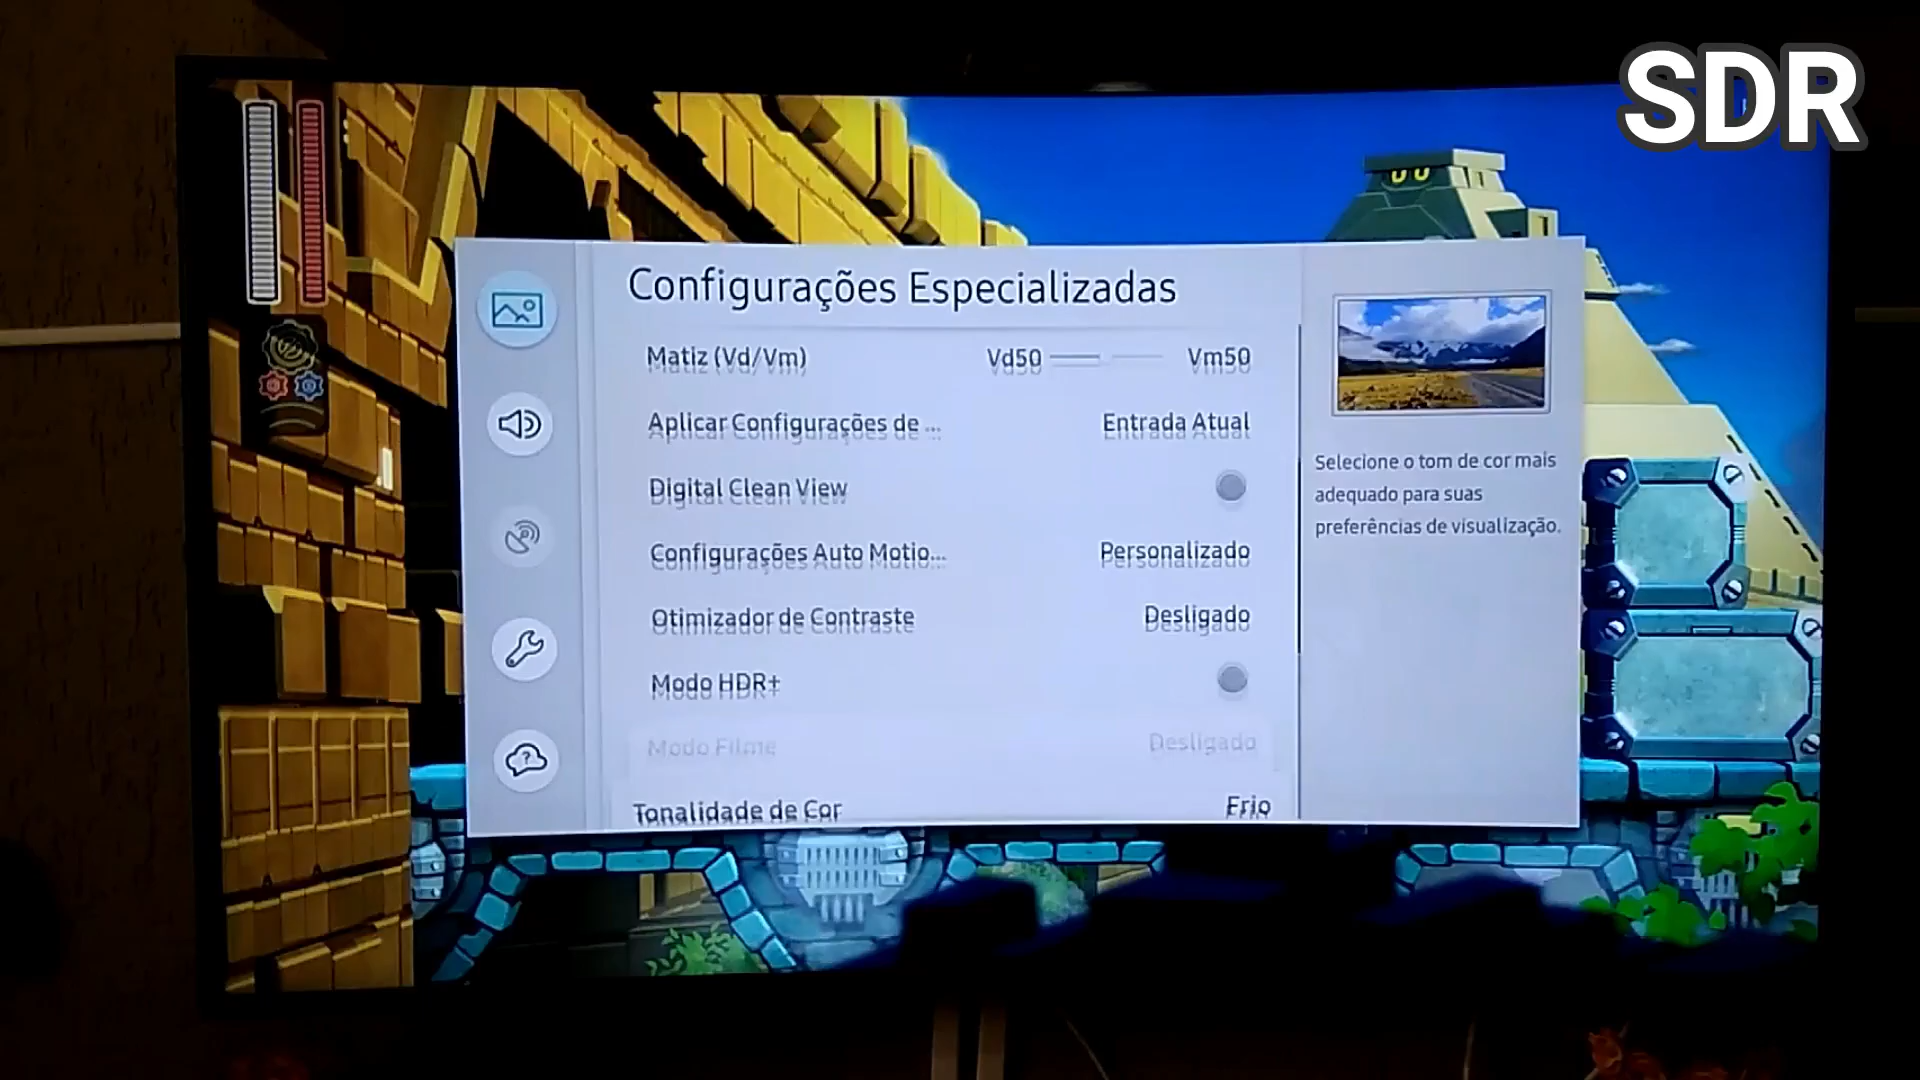 SDR
Configurações Especializadas
Matiz (Vd/Vm) Vd50 Vm50
Aplicar Configurações de ... Entrada Atual
Digital Clean View
Configurações Auto Motio... Personalizado
Otimizador de Contraste Desligado
Modo HDR+
Modo Filme Desligado
Tonalidade de Cor Frio
Selecione o tom de cor mais
adequado para suas
preferências de visualização.